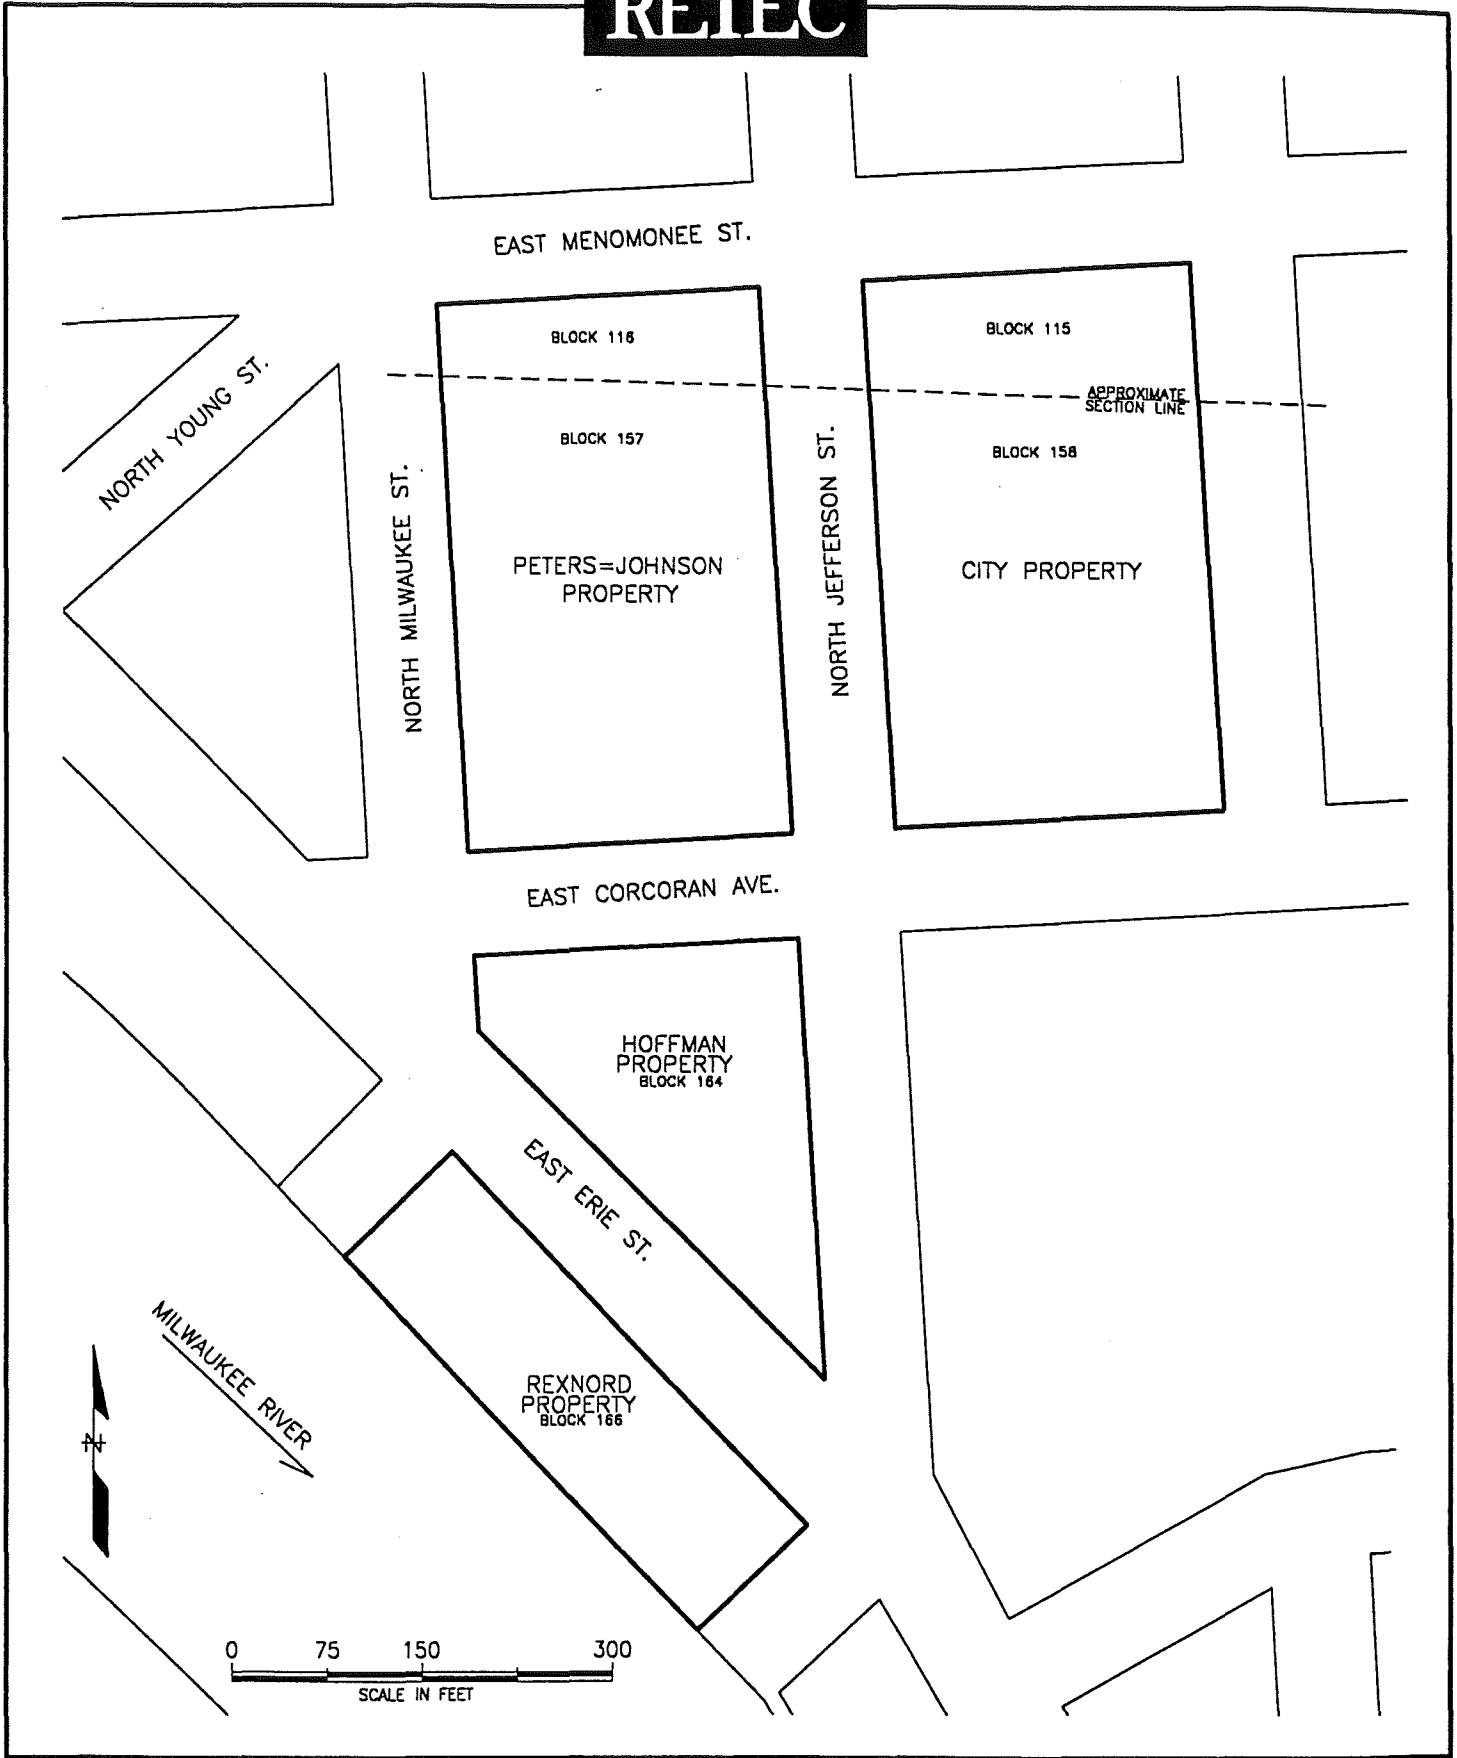 RETEC
EAST MENOMONEE ST.
BLOCK 116
BLOCK 115
NORTH YOUNG ST.
APPROXIMATE
SECTION LINE
BLOCK 157
BLOCK 158
NORTH MILWAUKEE ST.
NORTH JEFFERSON ST.
PETERS=JOHNSON
PROPERTY
CITY PROPERTY
EAST CORCORAN AVE.
HOFFMAN
PROPERTY
BLOCK 164
EAST ERIE ST.
MILWAUKEE RIVER
REXNORD
PROPERTY
BLOCK 166
N
0 75 150 300
SCALE IN FEET